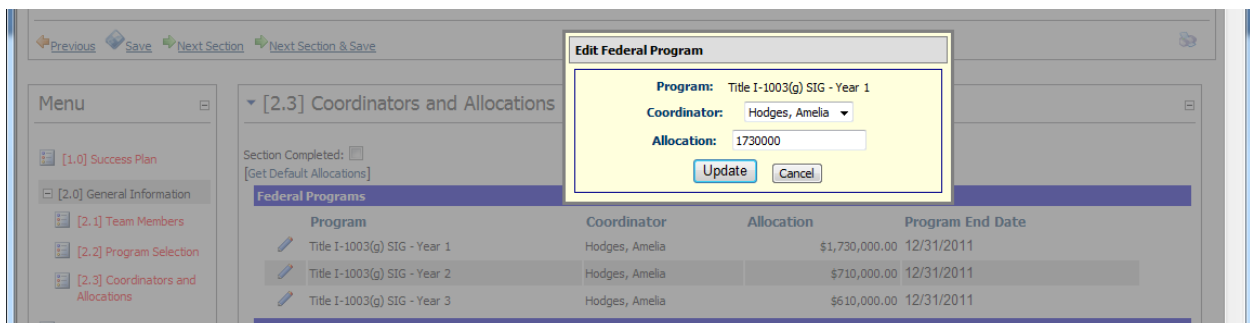 Previous Save Next Section Next Section & Save
Edit Federal Program
Program: Title I-1003(g) SIG - Year 1
Coordinator: Hodges, Amelia
Allocation: 1730000
Update Cancel
Menu
[1.0] Success Plan
[2.0] General Information
[2.1] Team Members
[2.2] Program Selection
[2.3] Coordinators and
Allocations
[2.3] Coordinators and Allocations
Section Completed:
[Get Default Allocations]
Federal Programs
Program Coordinator Allocation Program End Date
Title I-1003(g) SIG - Year 1 Hodges, Amelia $1,730,000.00 12/31/2011
Title I-1003(g) SIG - Year 2 Hodges, Amelia $710,000.00 12/31/2011
Title I-1003(g) SIG - Year 3 Hodges, Amelia $610,000.00 12/31/2011